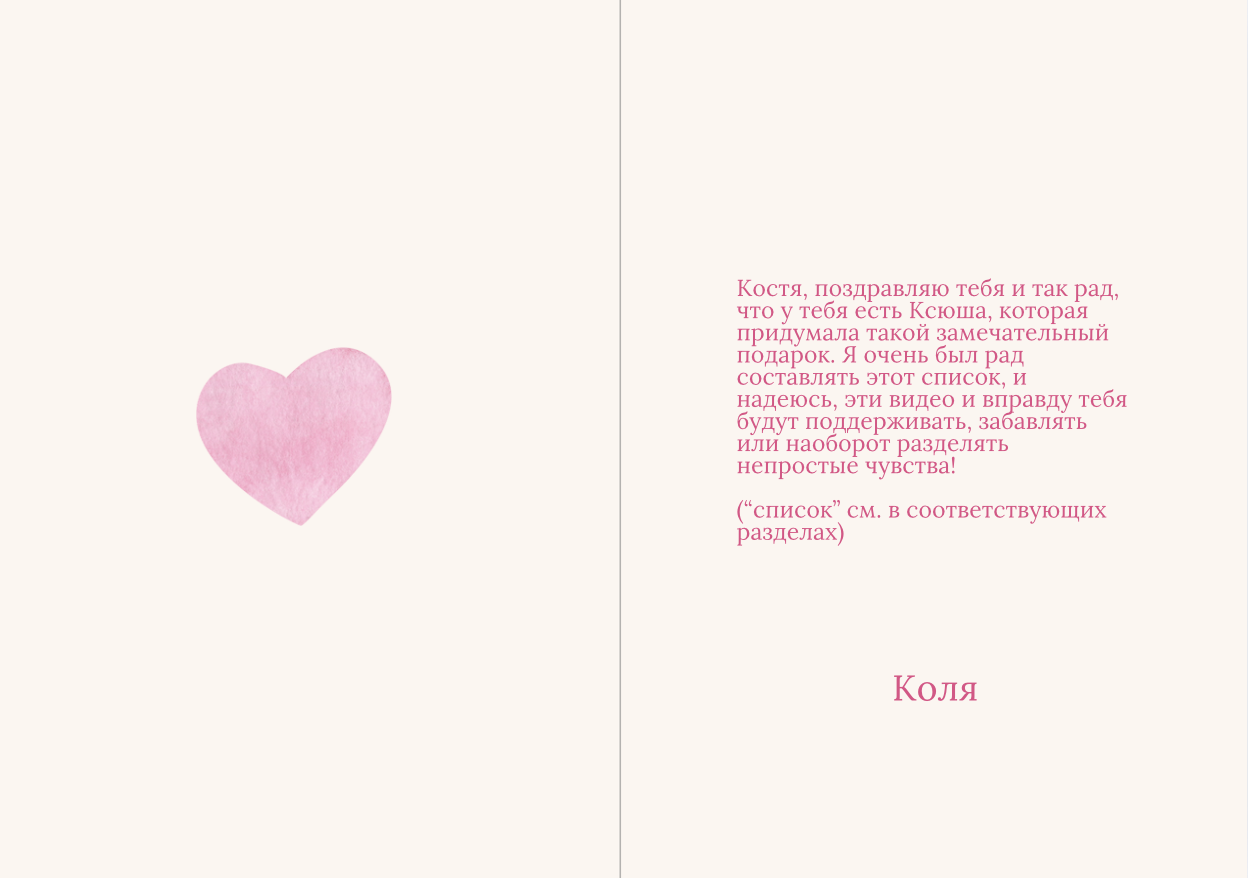 Костя, поздравляю тебя и так рад,
что у тебя есть Ксюша, которая
придумала такой замечательный
подарок. Я очень был рад
составлять этот список, и
надеюсь, эти видео и вправду тебя
будут поддерживать, забавлять
или наоборот разделять
непростые чувства!
(“список” см. в соответствующих
разделах)
Коля